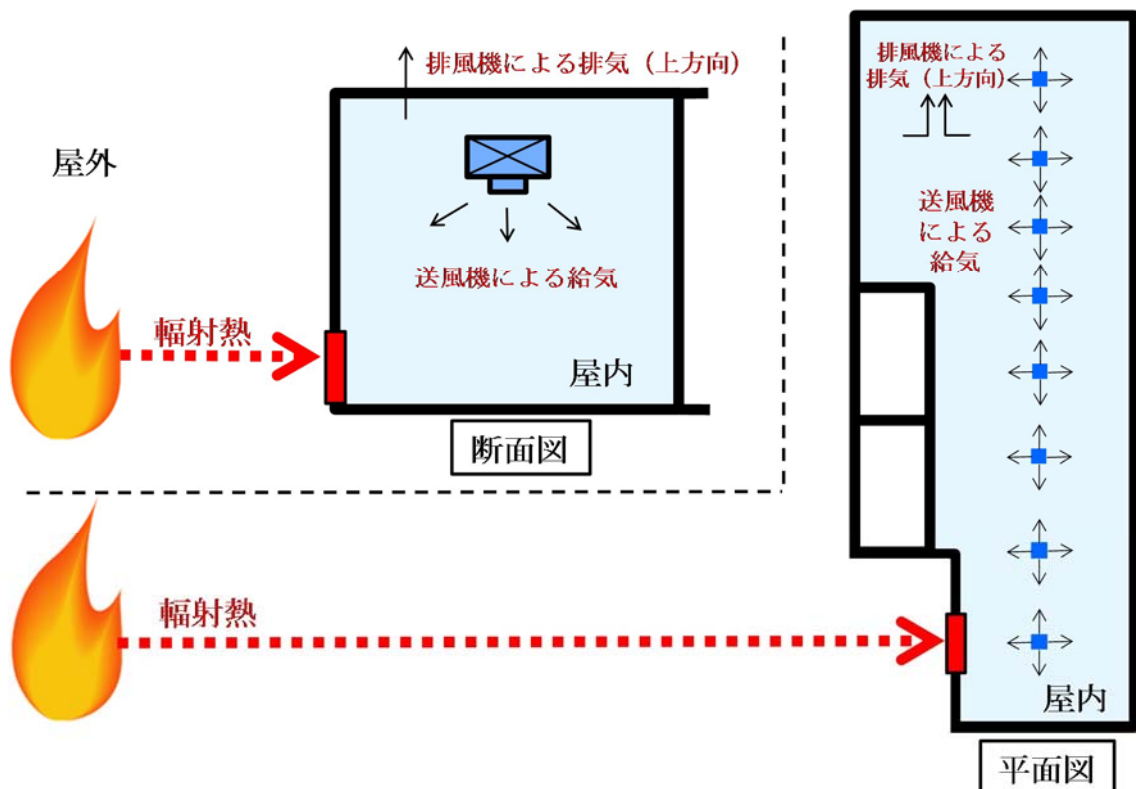 排風機による排気（上方向）
屋外
送風機による給気
輻射熱
屋内
断面図
輻射熱
排風機による
排気（上方向）
送風機
による
給気
屋内
平面図